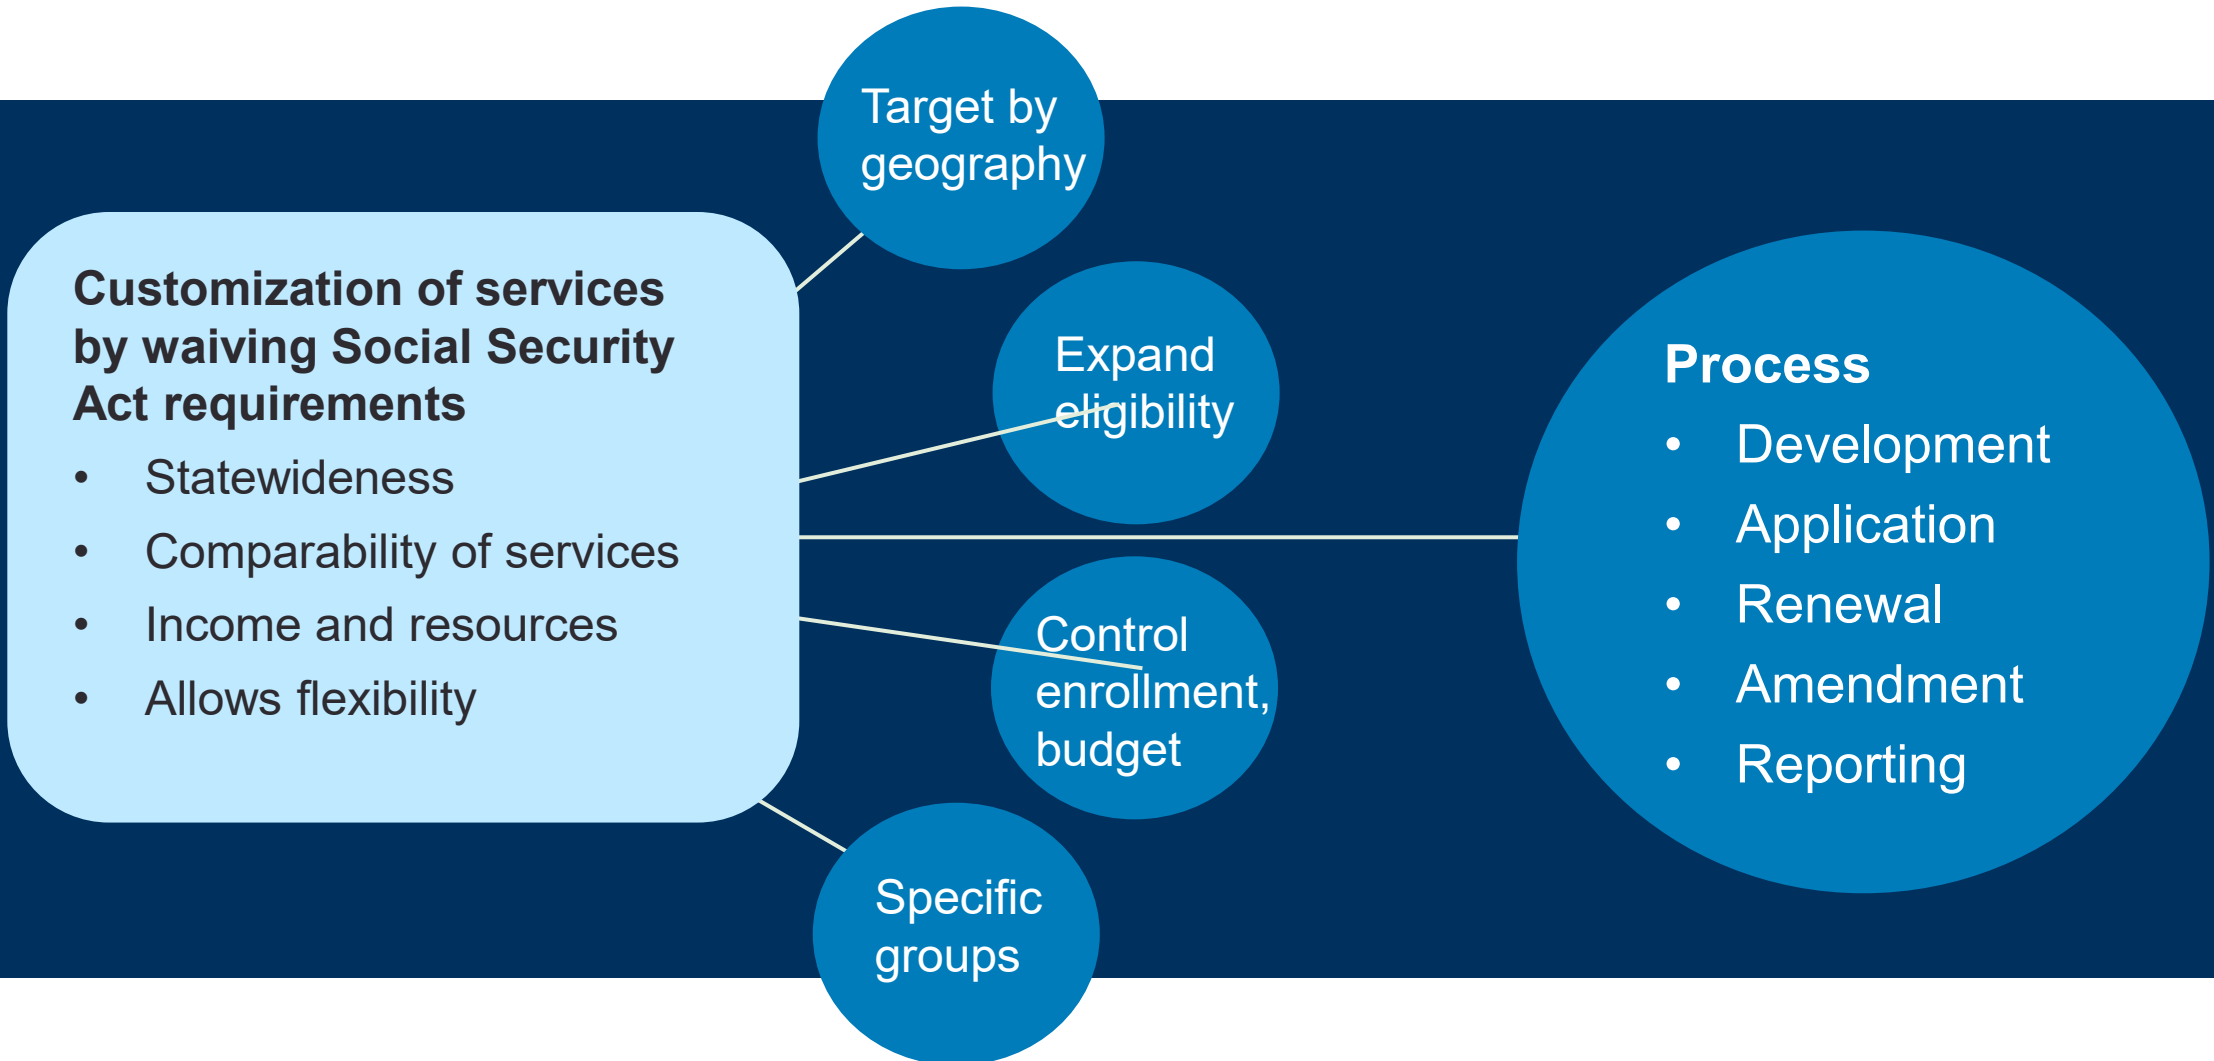 Target by
geography
Customization of services
by waiving Social Security
Act requirements
• Statewideness
• Comparability of services
• Income and resources
• Allows flexibility
Expand
eligibility
Control
enrollment,
budget
Specific
groups
Process
• Development
• Application
• Renewal
• Amendment
• Reporting